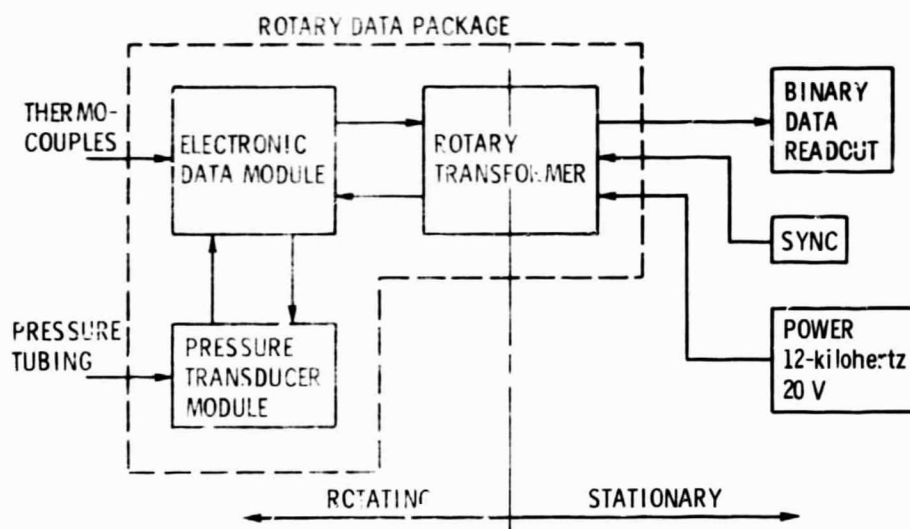 ROTARY DATA PACKAGE
THERMO-
COUPLES
ELECTRONIC
DATA MODULE
ROTARY
TRANSFORMER
BINARY
DATA
READOUT
SYNC
PRESSURE
TUBING
PRESSURE
TRANSDUCER
MODULE
POWER
12-kilohertz
20 V
ROTATING
STATIONARY